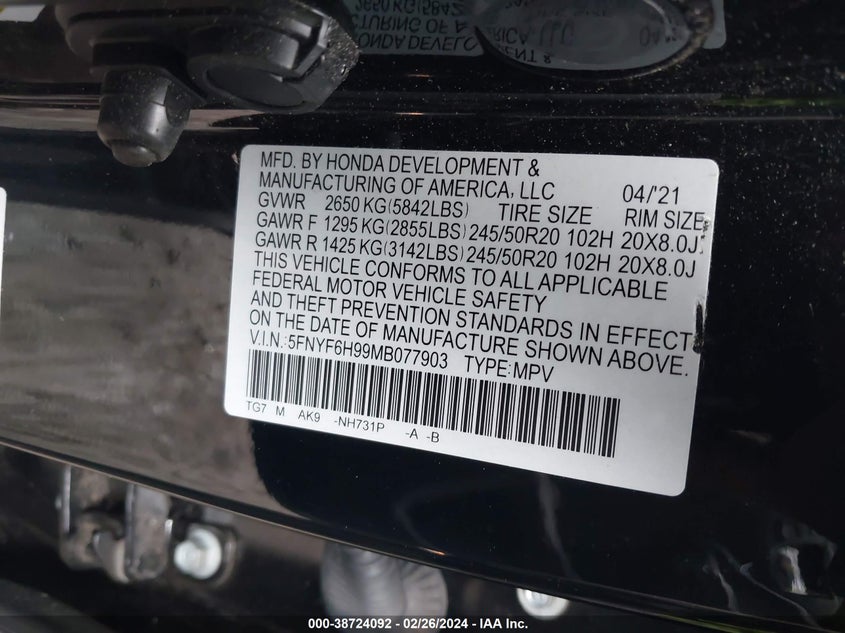 MFD. BY HONDA DEVELOPMENT &
MANUFACTURING OF AMERICA, LLC 04/'21
GVWR 2650 KG(5842LBS) TIRE SIZE RIM SIZE
GAWR F 1295 KG(2855LBS) 245/50R20 102H 20X8.0J
GAWR R 1425 KG(3142LBS) 245/50R20 102H 20X8.0J
THIS VEHICLE CONFORMS TO ALL APPLICABLE
FEDERAL MOTOR VEHICLE SAFETY
AND THEFT PREVENTION STANDARDS IN EFFECT
ON THE DATE OF MANUFACTURE SHOWN ABOVE.
V.I.N.:5FNYF6H99MB077903 TYPE:MPV
TG7 M AK9 -NH731P -A -B
000-38724092 - 02/26/2024 - IAA Inc.